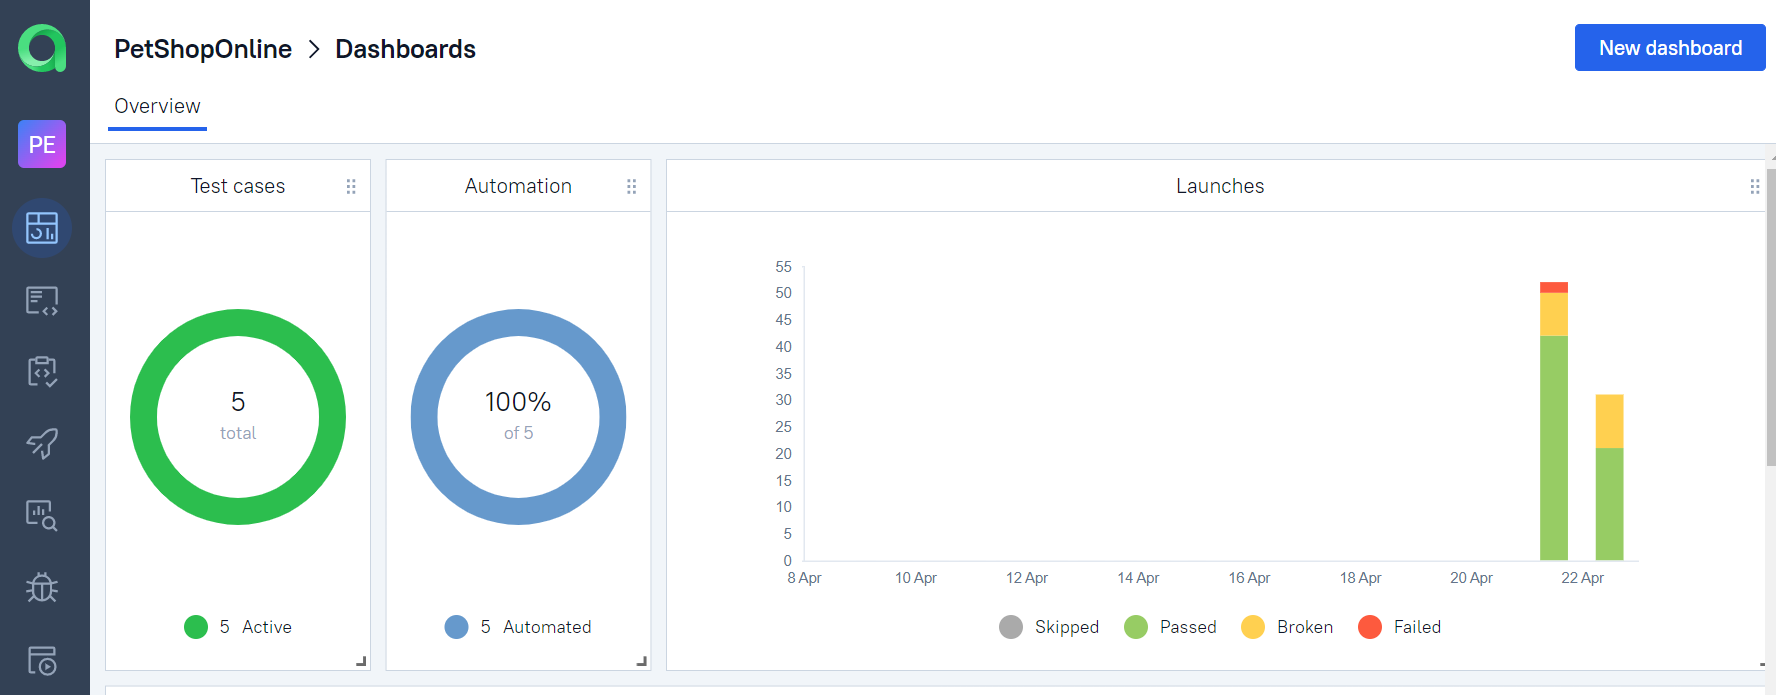 PetShopOnline > Dashboards
New dashboard
Overview
PE
Test cases
5
total
5 Active
Automation
100%
of 5
5 Automated
Launches
55
50
45
40
35
30
25
20
15
10
5
0
8 Apr 10 Apr 12 Apr 14 Apr 16 Apr 18 Apr 20 Apr 22 Apr
Skipped Passed Broken Failed